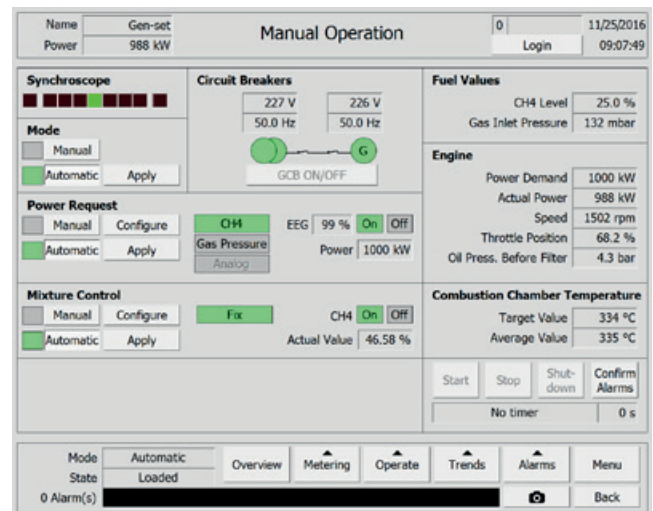 Name Gen-set Manual Operation 0 11/25/2016
Power 988 kW Login 09:07:49
Synchroscope
Mode
Manual
Automatic Apply
Circuit Breakers
227 V 226 V
50.0 Hz 50.0 Hz
G
GCB ON/OFF
Power Request
Manual Configure CH4 EEG 99 % On Off
Automatic Apply Gas Pressure Power 1000 kW
Analog
Mixture Control
Manual Configure Fix CH4 On Off
Automatic Apply Actual Value 46.58 %
Fuel Values
CH4 Level 25.0 %
Gas Inlet Pressure 132 mbar
Engine
Power Demand 1000 kW
Actual Power 988 kW
Speed 1502 rpm
Throttle Position 68.2 %
Oil Press. Before Filter 4.3 bar
Combustion Chamber Temperature
Target Value 334 °C
Average Value 335 °C
Start Stop Shut-down Confirm Alarms
No timer 0 s
Mode Automatic Overview Metering Operate Trends Alarms Menu
State Loaded
0 Alarm(s) Back